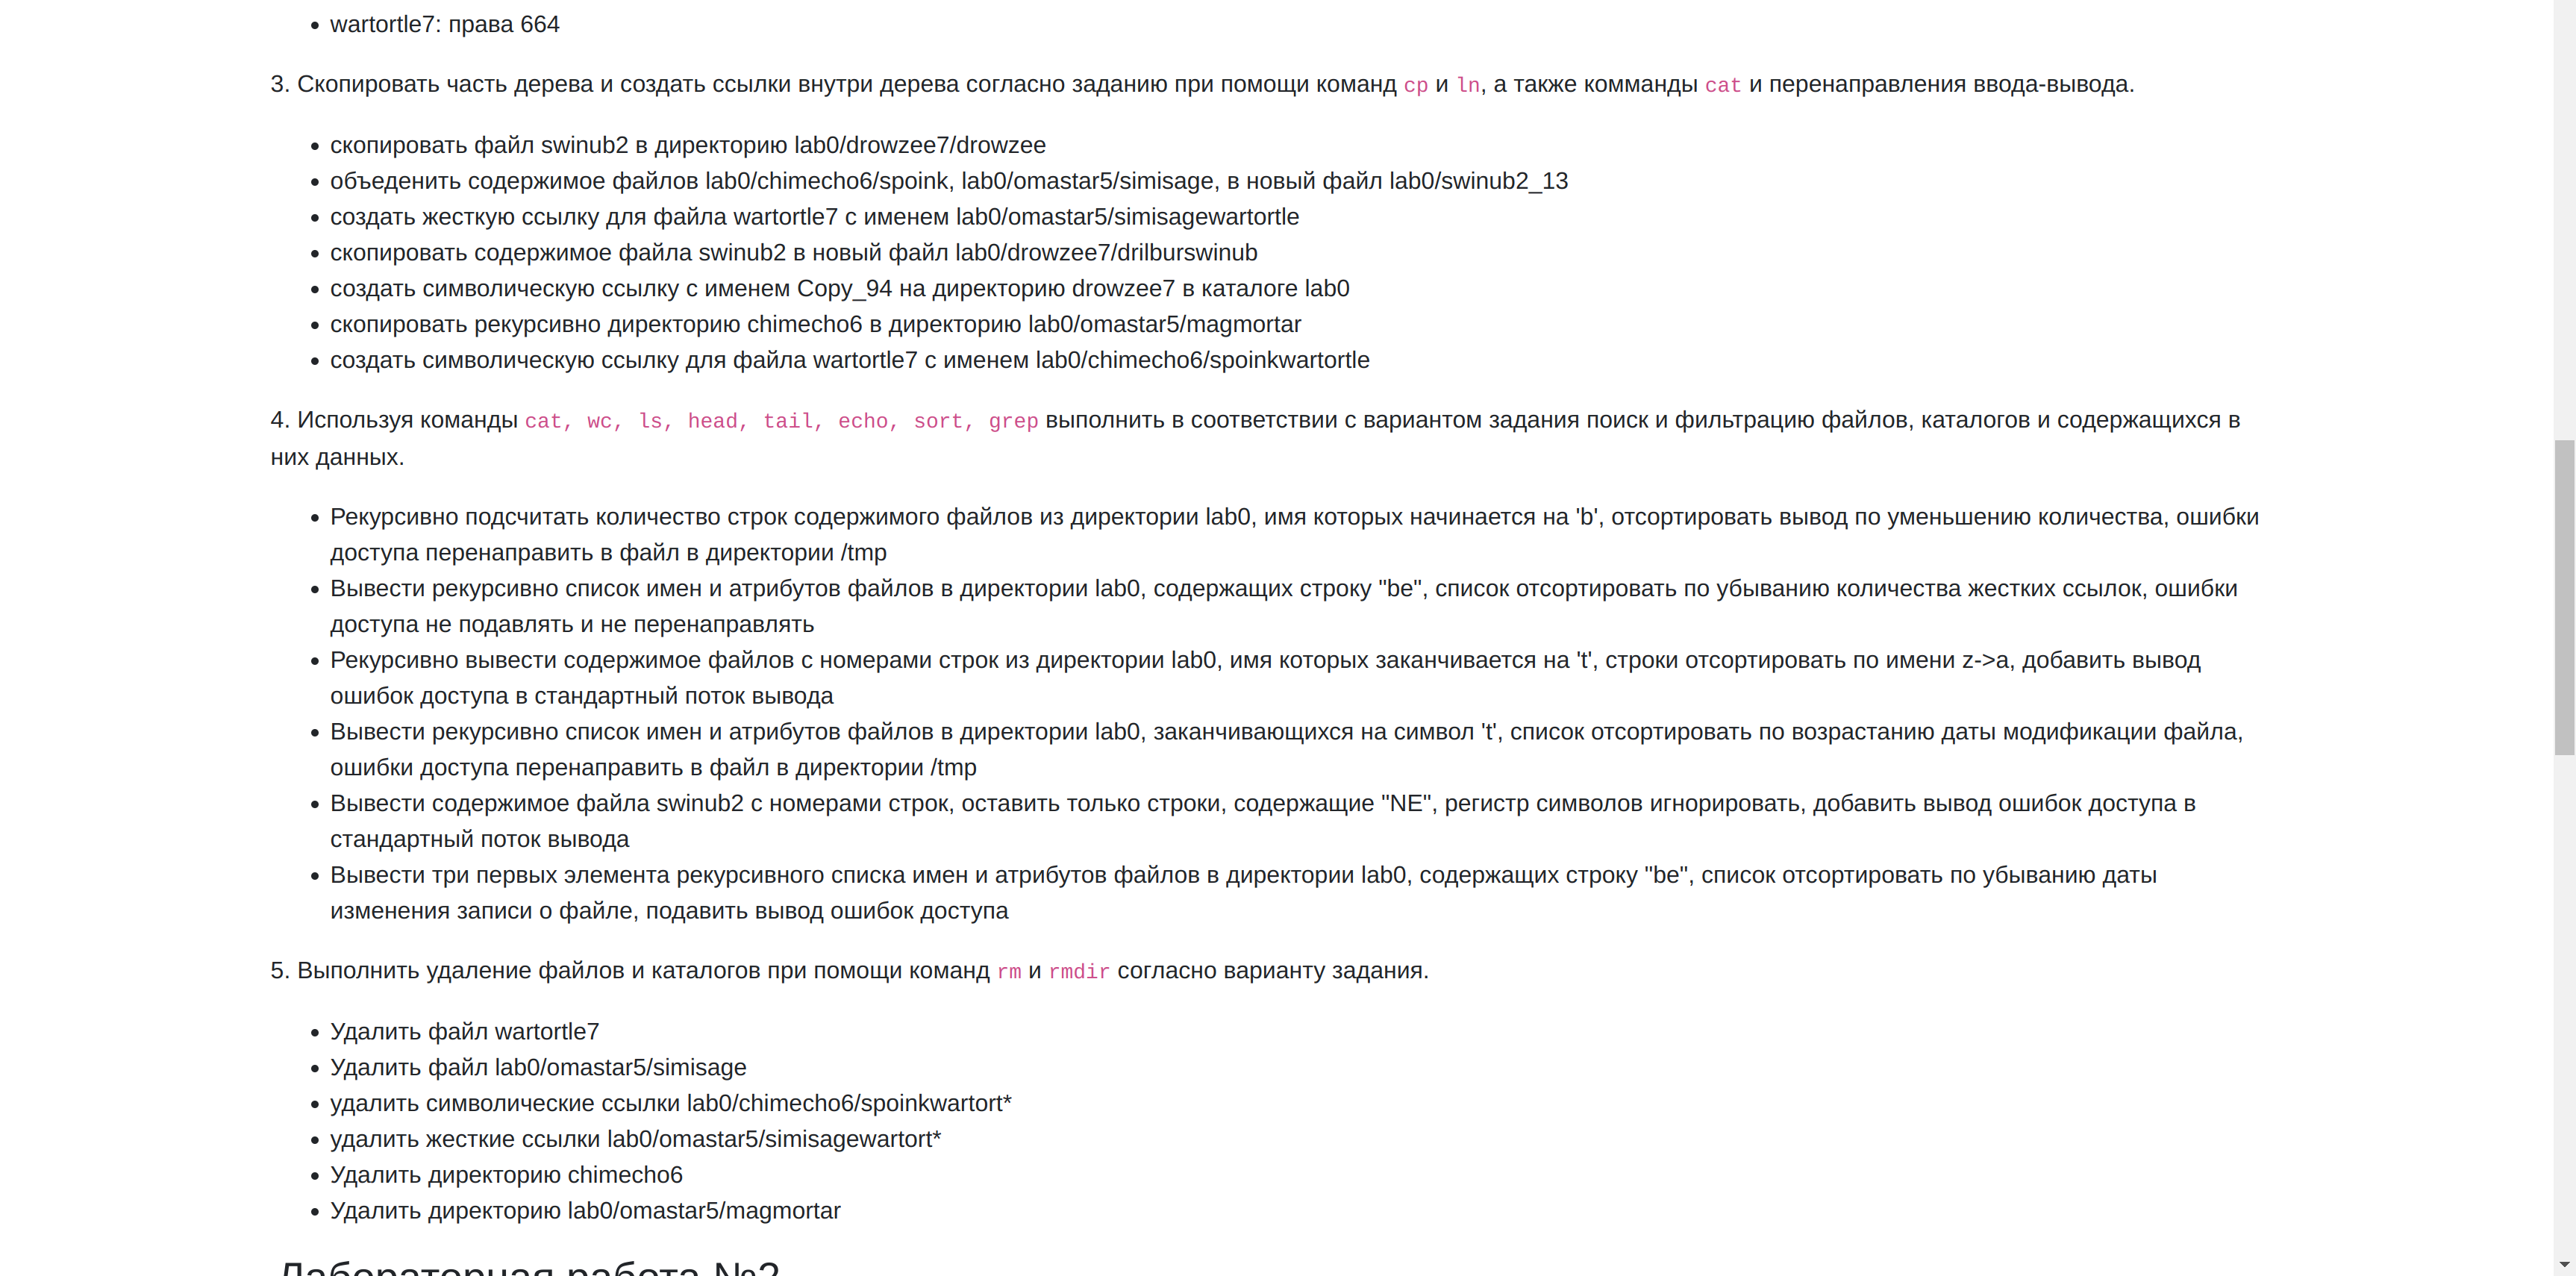 wartortle7: права 664
3. Скопировать часть дерева и создать ссылки внутри дерева согласно заданию при помощи команд cp и ln, а также комманды cat и перенаправления ввода-вывода.
скопировать файл swinub2 в директорию lab0/drowzee7/drowzee
объеденить содержимое файлов lab0/chimecho6/spoink, lab0/omastar5/simisage, в новый файл lab0/swinub2_13
создать жесткую ссылку для файла wartortle7 с именем lab0/omastar5/simisagewartortle
скопировать содержимое файла swinub2 в новый файл lab0/drowzee7/drilburswinub
создать символическую ссылку с именем Copy_94 на директорию drowzee7 в каталоге lab0
скопировать рекурсивно директорию chimecho6 в директорию lab0/omastar5/magmortar
создать символическую ссылку для файла wartortle7 с именем lab0/chimecho6/spoinkwartortle
4. Используя команды cat, wc, ls, head, tail, echo, sort, grep выполнить в соответствии с вариантом задания поиск и фильтрацию файлов, каталогов и содержащихся в
них данных.
Рекурсивно подсчитать количество строк содержимого файлов из директории lab0, имя которых начинается на 'b', отсортировать вывод по уменьшению количества, ошибки
доступа перенаправить в файл в директории /tmp
Вывести рекурсивно список имен и атрибутов файлов в директории lab0, содержащих строку "be", список отсортировать по убыванию количества жестких ссылок, ошибки
доступа не подавлять и не перенаправлять
Рекурсивно вывести содержимое файлов с номерами строк из директории lab0, имя которых заканчивается на 't', строки отсортировать по имени z->a, добавить вывод
ошибок доступа в стандартный поток вывода
Вывести рекурсивно список имен и атрибутов файлов в директории lab0, заканчивающихся на символ 't', список отсортировать по возрастанию даты модификации файла,
ошибки доступа перенаправить в файл в директории /tmp
Вывести содержимое файла swinub2 с номерами строк, оставить только строки, содержащие "NE", регистр символов игнорировать, добавить вывод ошибок доступа в
стандартный поток вывода
Вывести три первых элемента рекурсивного списка имен и атрибутов файлов в директории lab0, содержащих строку "be", список отсортировать по убыванию даты
изменения записи о файле, подавить вывод ошибок доступа
5. Выполнить удаление файлов и каталогов при помощи команд rm и rmdir согласно варианту задания.
Удалить файл wartortle7
Удалить файл lab0/omastar5/simisage
удалить символические ссылки lab0/chimecho6/spoinkwartort*
удалить жесткие ссылки lab0/omastar5/simisagewartort*
Удалить директорию chimecho6
Удалить директорию lab0/omastar5/magmortar
Лабораторная работа №2